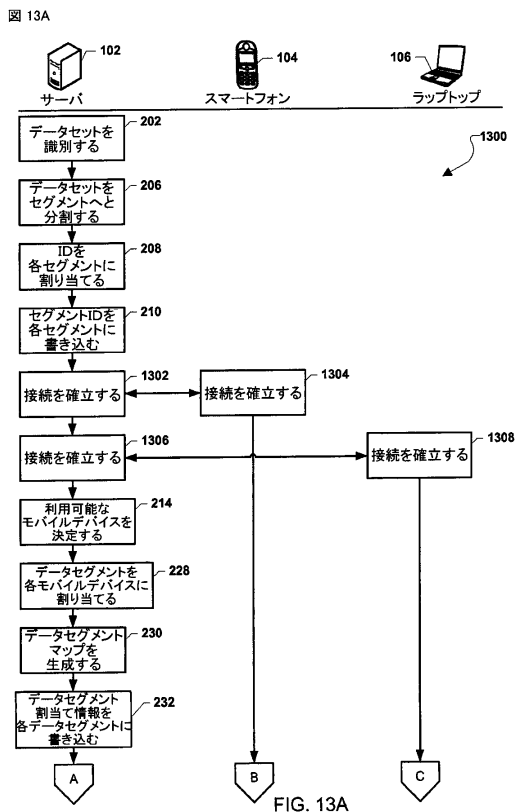 図 13A
102
104
106
サーバ
スマートフォン
ラップトップ
1300
データセットを
識別する
202
データセットを
セグメントへと
分割する
206
IDを
各セグメントに
割り当てる
208
セグメントIDを
各セグメントに
書き込む
210
接続を確立する
1302
接続を確立する
1304
接続を確立する
1306
接続を確立する
1308
利用可能な
モバイルデバイスを
決定する
214
データセグメントを
各モバイルデバイスに
割り当てる
228
データセグメント
マップを
生成する
230
データセグメント
割当て情報を
各データセグメントに
書き込む
232
A
B
C
FIG. 13A